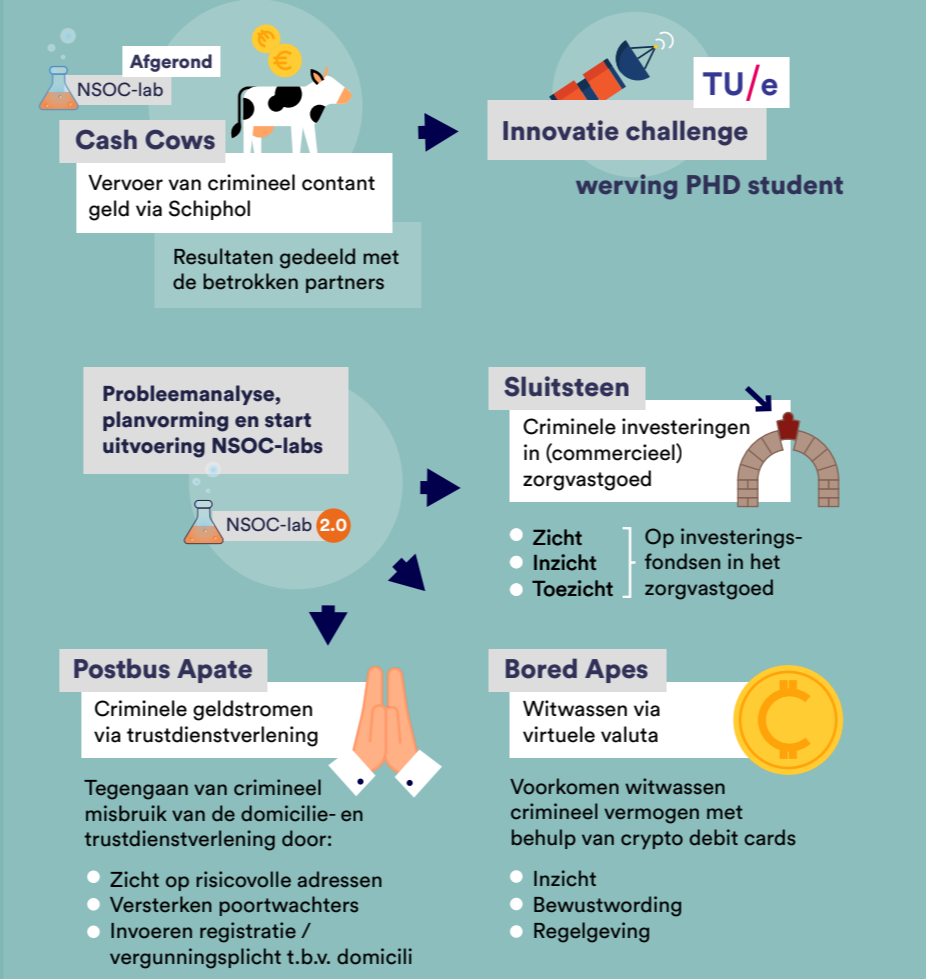 Afgerond
NSOC-lab
Cash Cows
Vervoer van crimineel contant
geld via Schiphol
Resultaten gedeeld met
de betrokken partners
TU/e
Innovatie challenge
werving PHD student
Probleemanalyse,
planvorming en start
uitvoering NSOC-labs
NSOC-lab 2.0
Sluitsteen
Criminele investeringen
in (commercieel)
zorgvastgoed
Zicht
Inzicht
Toezicht
Op investerings-
fondsen in het
zorgvastgoed
Postbus Apate
Criminele geldstromen
via trustdienstverlening
Tegengaan van crimineel
misbruik van de domicilie- en
trustdienstverlening door:
Zicht op risicovolle adressen
Versterken poortwachters
Invoeren registratie /
vergunningsplicht t.b.v. domicili
Bored Apes
Witwassen via
virtuele valuta
Voorkomen witwassen
crimineel vermogen met
behulp van crypto debit cards
Inzicht
Bewustwording
Regelgeving